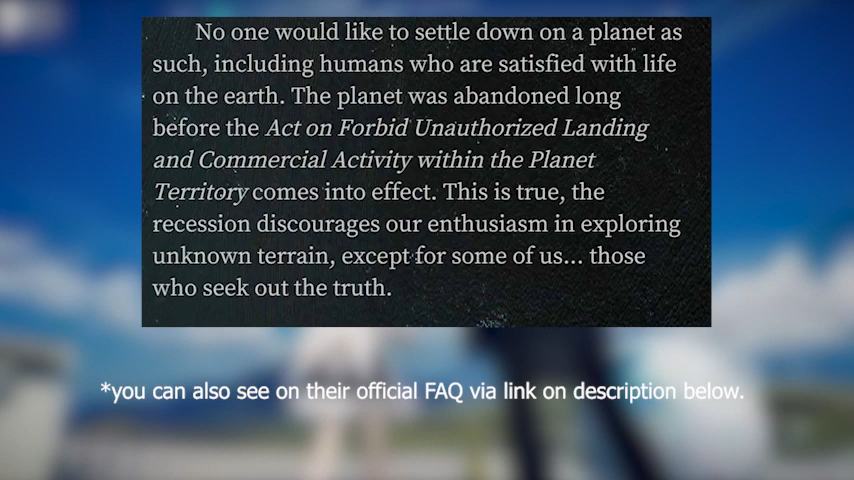 No one would like to settle down on a planet as
such, including humans who are satisfied with life
on the earth. The planet was abandoned long
before the Act on Forbid Unauthorized Landing
and Commercial Activity within the Planet
Territory comes into effect. This is true, the
recession discourages our enthusiasm in exploring
unknown terrain, except for some of us... those
who seek out the truth.
*you can also see on their official FAQ via link on description below.